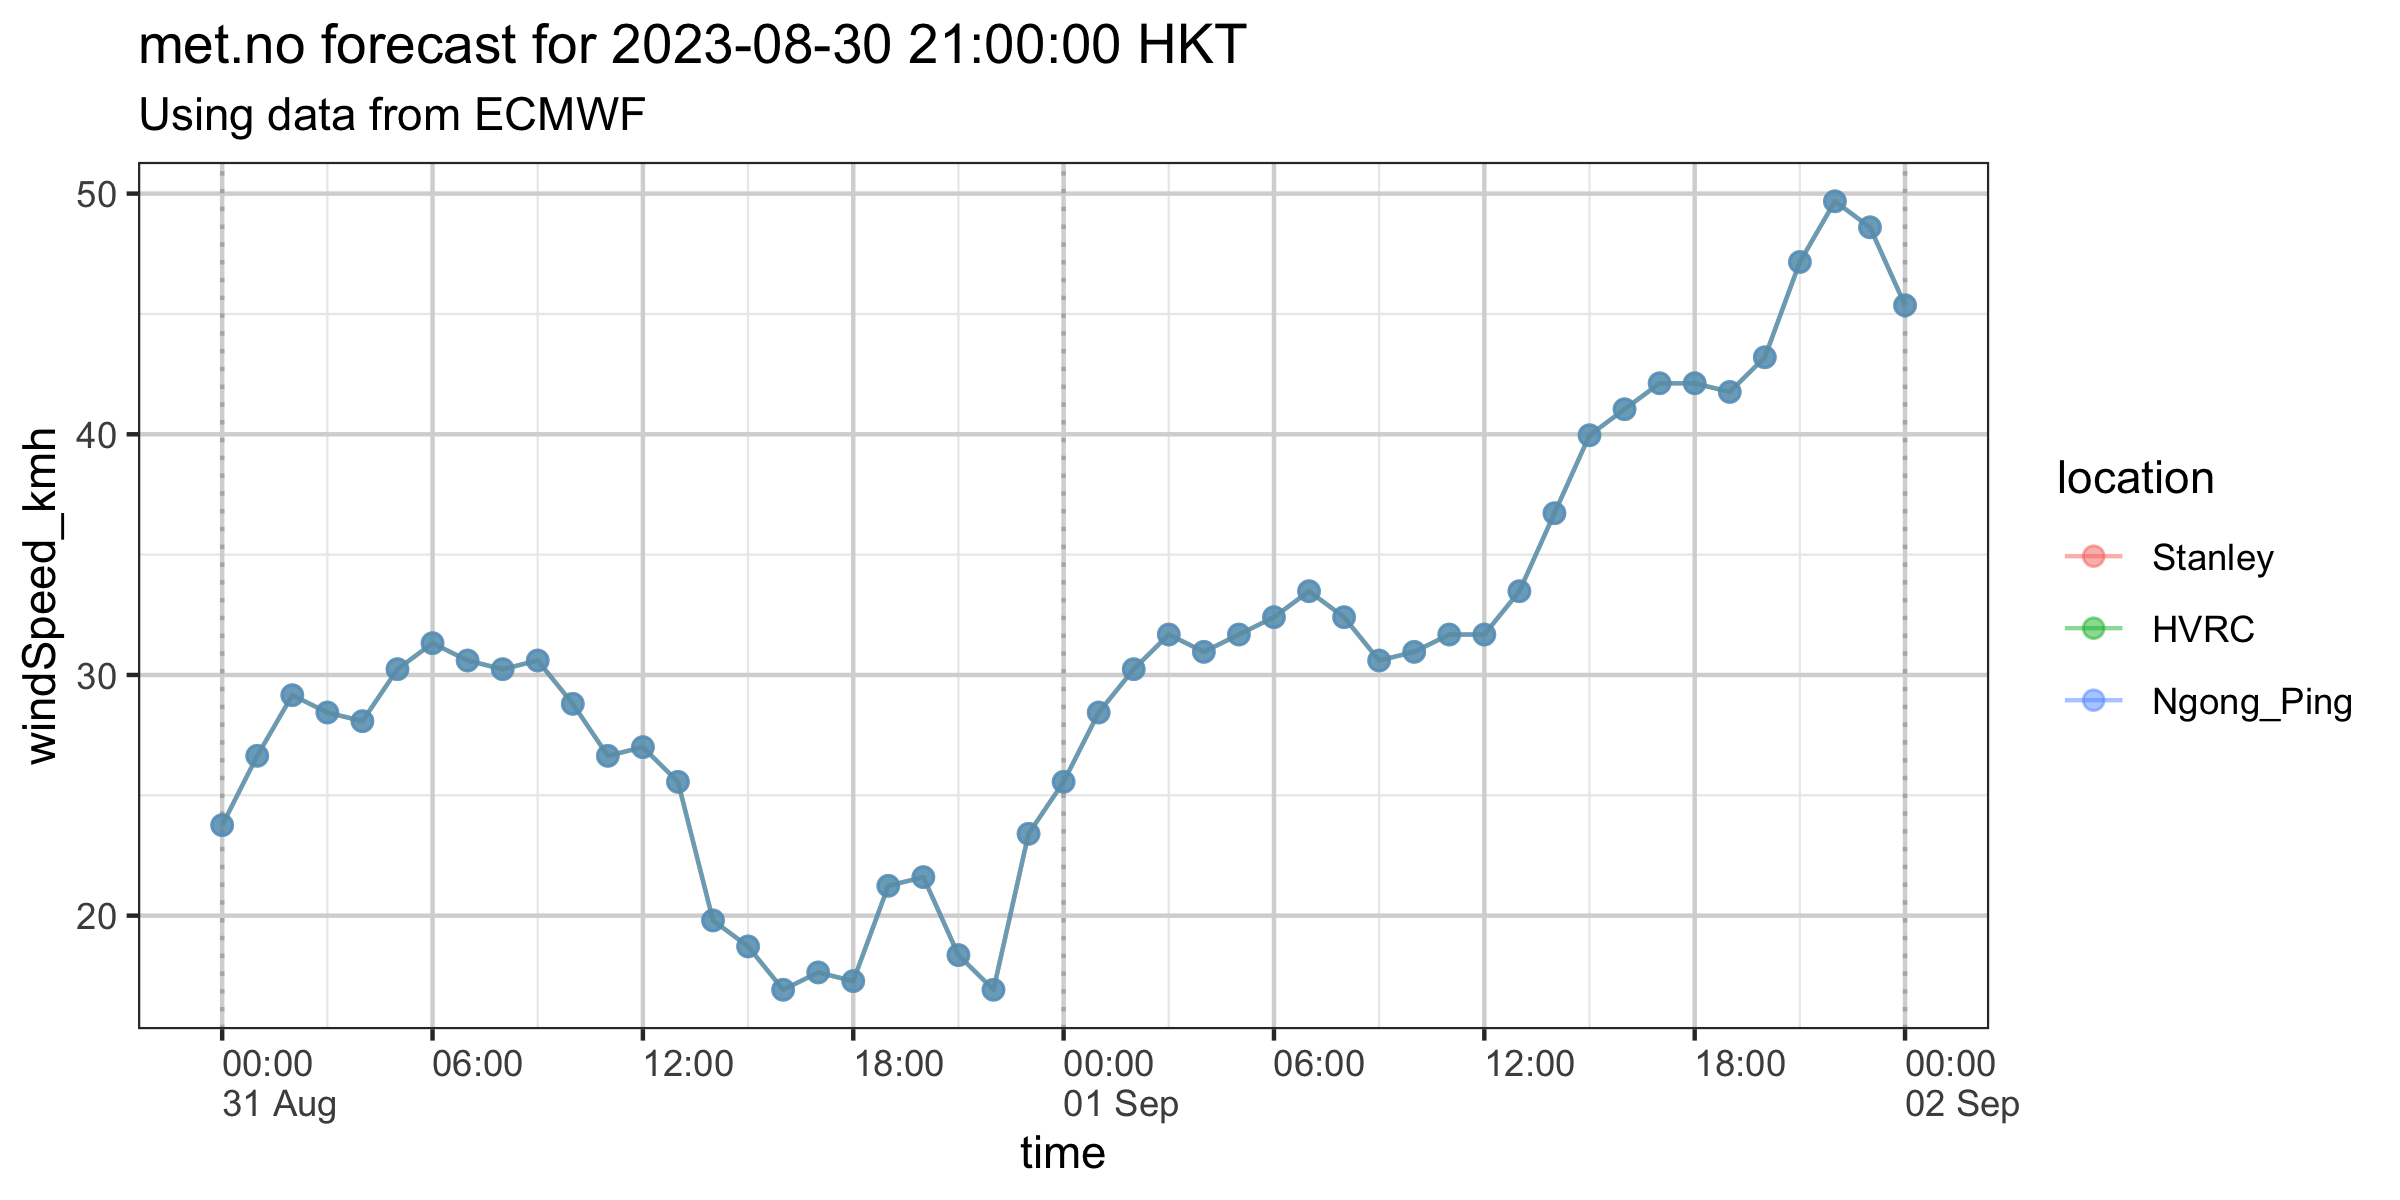 met.no forecast for 2023-08-30 21:00:00 HKT
Using data from ECMWF
windSpeed_kmh
50
40
30
20
00:00 06:00 12:00 18:00 00:00 06:00 12:00 18:00 00:00
31 Aug 01 Sep 02 Sep
time
location
Stanley
HVRC
Ngong_Ping